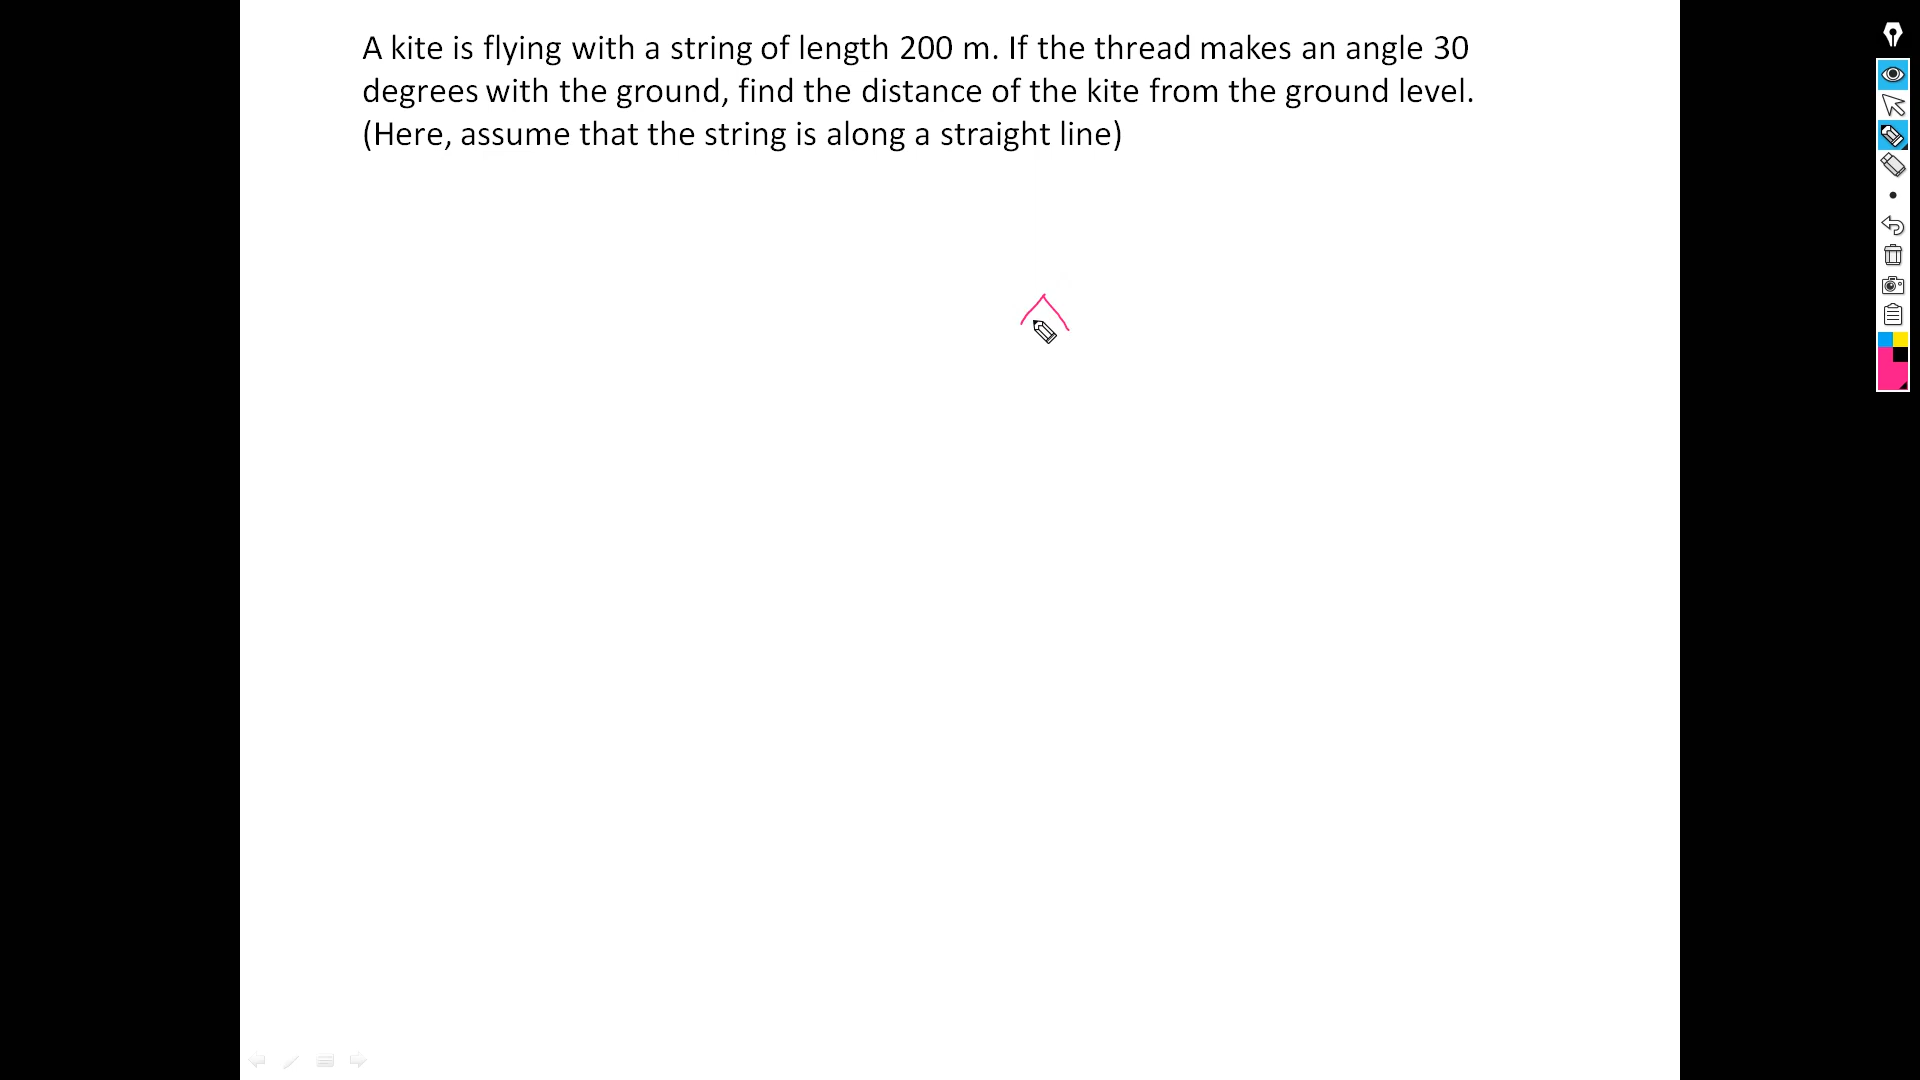 A kite is flying with a string of length 200 m. If the thread makes an angle 30
degrees with the ground, find the distance of the kite from the ground level.
(Here, assume that the string is along a straight line)